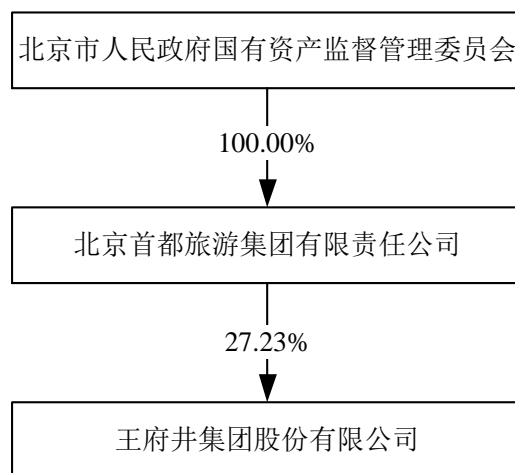 北京市人民政府国有资产监督管理委员会
100.00%
北京首都旅游集团有限责任公司
27.23%
王府井集团股份有限公司